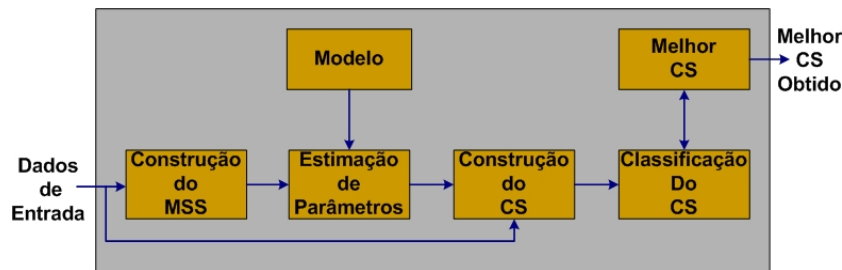 Modelo
Melhor
CS
Melhor
CS
Obtido
Dados
de
Entrada
Construção
do
MSS
Estimação
de
Parâmetros
Construção
do
CS
Classificação
Do
CS